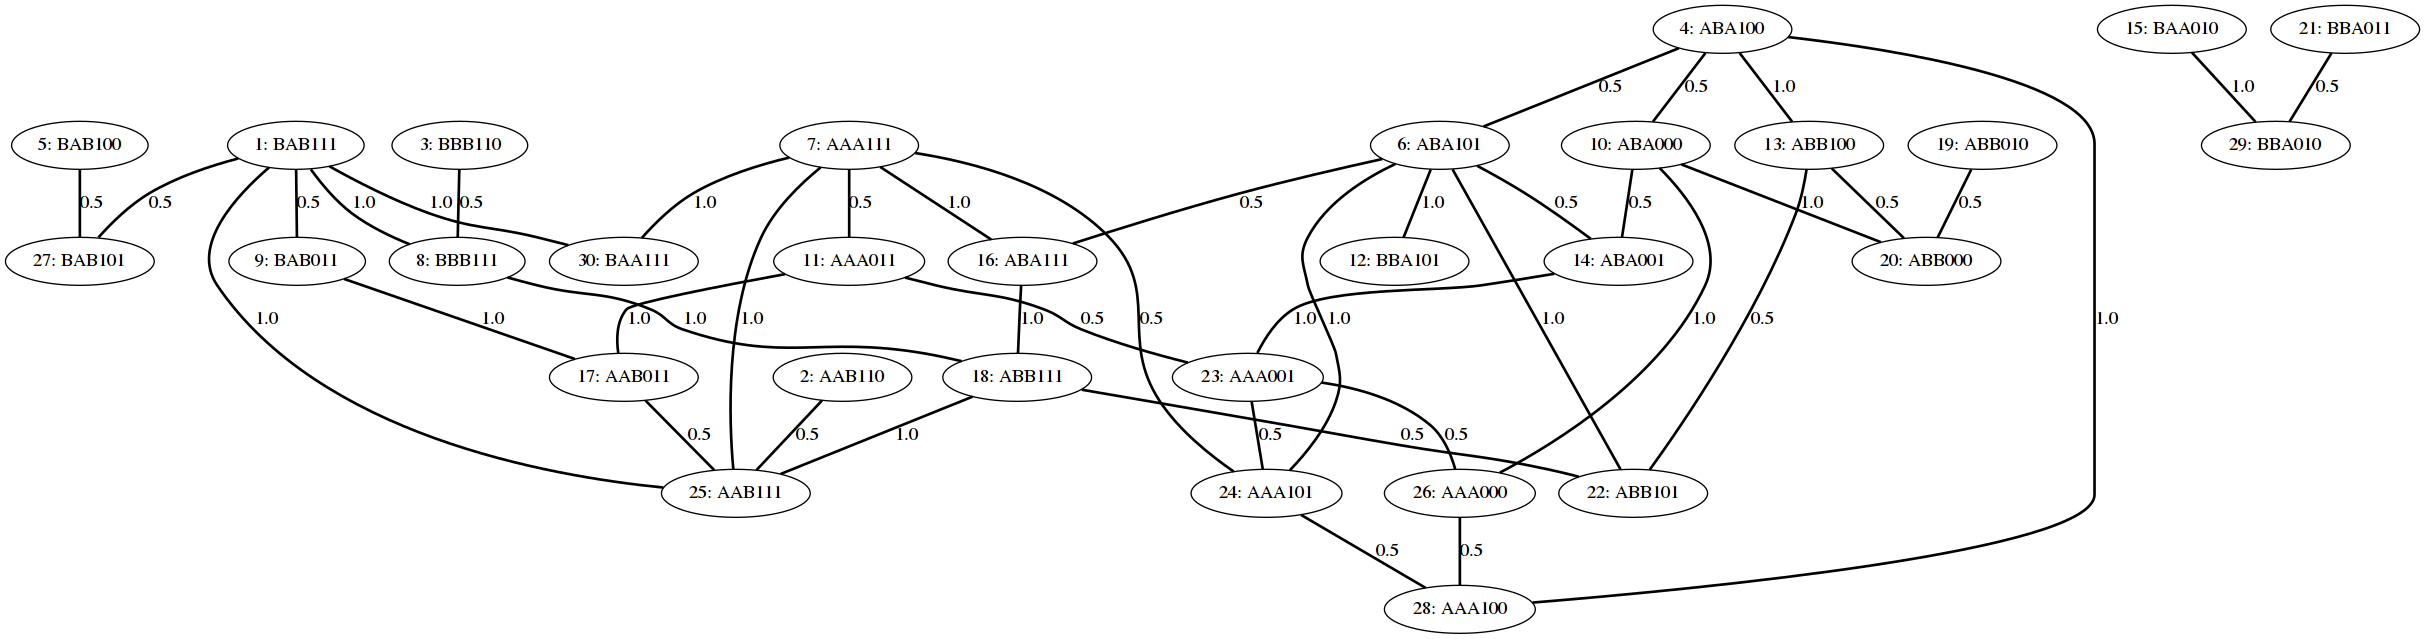 4: ABA100
15: BAA010
21: BBA011
0.5
0.5
1.0
1.0
0.5
5: BAB100
1: BAB111
3: BBB110
7: AAA111
6: ABA101
10: ABA000
13: ABB100
19: ABB010
29: BBA010
0.5
0.5
0.5
1.0
1.0
0.5
1.0
0.5
1.0
0.5
1.0
0.5
0.5
1.0
0.5
0.5
27: BAB101
9: BAB011
8: BBB111
30: BAA111
11: AAA011
16: ABA111
12: BBA101
14: ABA001
20: ABB000
1.0
1.0
1.0
1.0
1.0
1.0
0.5
0.5
1.0
1.0
1.0
1.0
0.5
1.0
17: AAB011
2: AAB110
18: ABB111
23: AAA001
0.5
0.5
1.0
0.5
0.5
0.5
25: AAB111
24: AAA101
26: AAA000
22: ABB101
0.5
0.5
28: AAA100